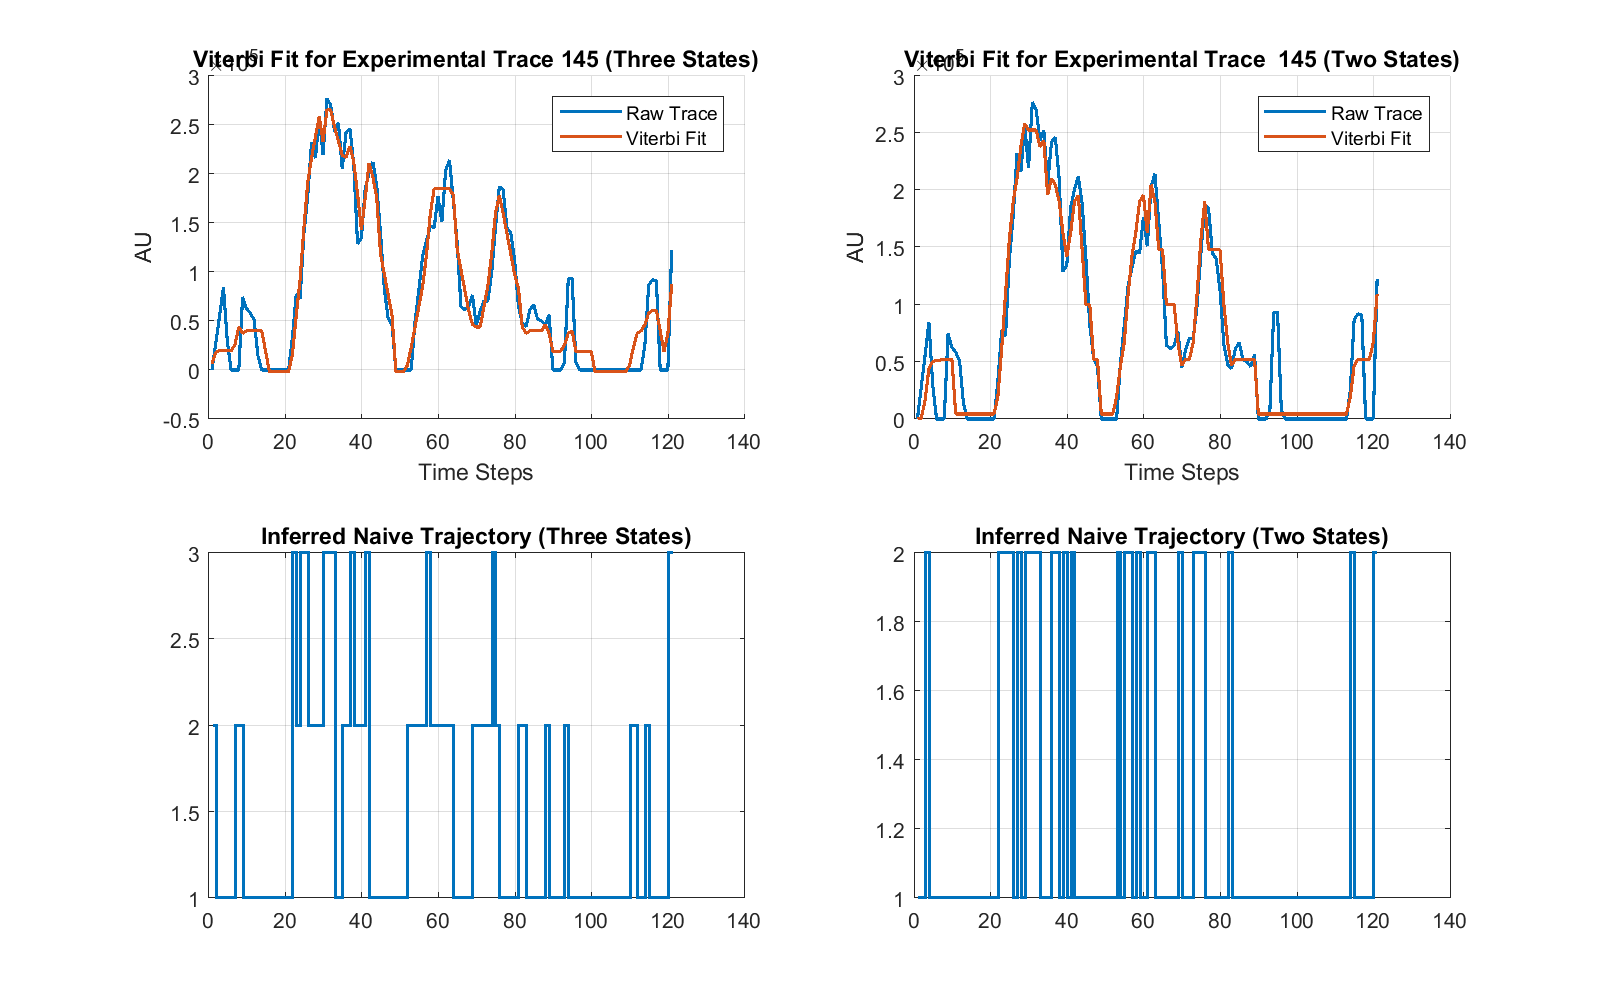 Viterbi Fit for Experimental Trace 145 (Three States)
×10^5
3
2.5
2
1.5
1
0.5
0
-0.5
AU
Raw Trace
Viterbi Fit
0 20 40 60 80 100 120 140
Time Steps
Viterbi Fit for Experimental Trace  145 (Two States)
×10^5
3
2.5
2
1.5
1
0.5
0
AU
Raw Trace
Viterbi Fit
0 20 40 60 80 100 120 140
Time Steps
Inferred Naive Trajectory (Three States)
3
2.5
2
1.5
1
0 20 40 60 80 100 120 140
Inferred Naive Trajectory (Two States)
2
1.8
1.6
1.4
1.2
1
0 20 40 60 80 100 120 140